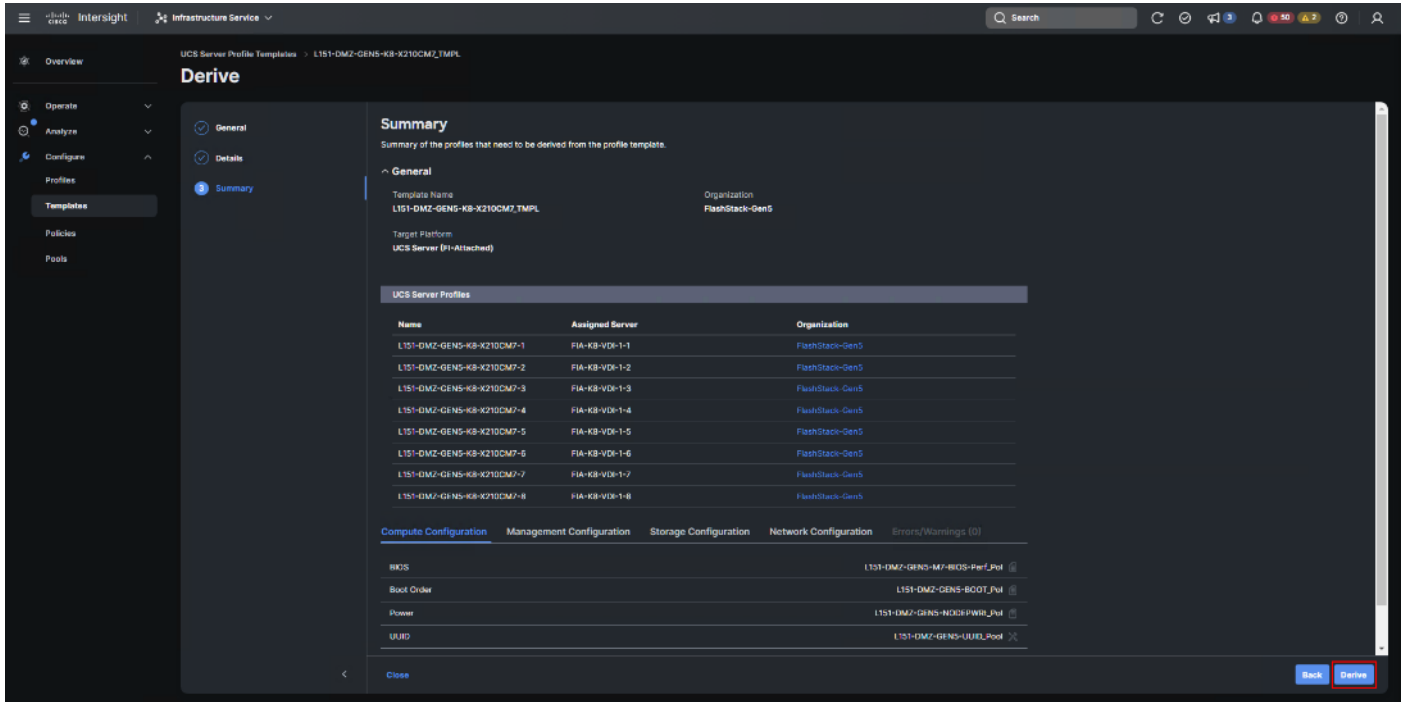 cisco Intersight
Infrastructure Service
Search
3
50
2
Overview
Operate
Analyze
Configure
Profiles
Templates
Policies
Pools
UCS Server Profile Templates > L151-DMZ-GEN5-K8-X210CM7_TMPL
Derive
General
Details
3 Summary
Summary
Summary of the profiles that need to be derived from the profile template.
General
Template Name
Organization
L151-DMZ-GEN5-K8-X210CM7_TMPL
FlashStack-Gen5
Target Platform
UCS Server (FI-Attached)
UCS Server Profiles
Name Assigned Server Organization
L151-DMZ-GEN5-K8-X210CM7-1 FIA-K8-VDI-1-1 FlashStack-Gen5
L151-DMZ-GEN5-K8-X210CM7-2 FIA-K8-VDI-1-2 FlashStack-Gen5
L151-DMZ-GEN5-K8-X210CM7-3 FIA-K8-VDI-1-3 FlashStack-Gen5
L151-DMZ-GEN5-K8-X210CM7-4 FIA-K8-VDI-1-4 FlashStack-Gen5
L151-DMZ-GEN5-K8-X210CM7-5 FIA-K8-VDI-1-5 FlashStack-Gen5
L151-DMZ-GEN5-K8-X210CM7-6 FIA-K8-VDI-1-6 FlashStack-Gen5
L151-DMZ-GEN5-K8-X210CM7-7 FIA-K8-VDI-1-7 FlashStack-Gen5
L151-DMZ-GEN5-K8-X210CM7-8 FIA-K8-VDI-1-8 FlashStack-Gen5
Compute Configuration Management Configuration Storage Configuration Network Configuration Errors/Warnings (0)
BIOS L151-DMZ-GEN5-M7-BIOS-Perf_Pol
Boot Order L151-DMZ-GEN5-BOOT_Pol
Power L151-DMZ-GEN5-NODEPWR_Pol
UUID L151-DMZ-GEN5-UUID_Pool
Close
Back
Derive